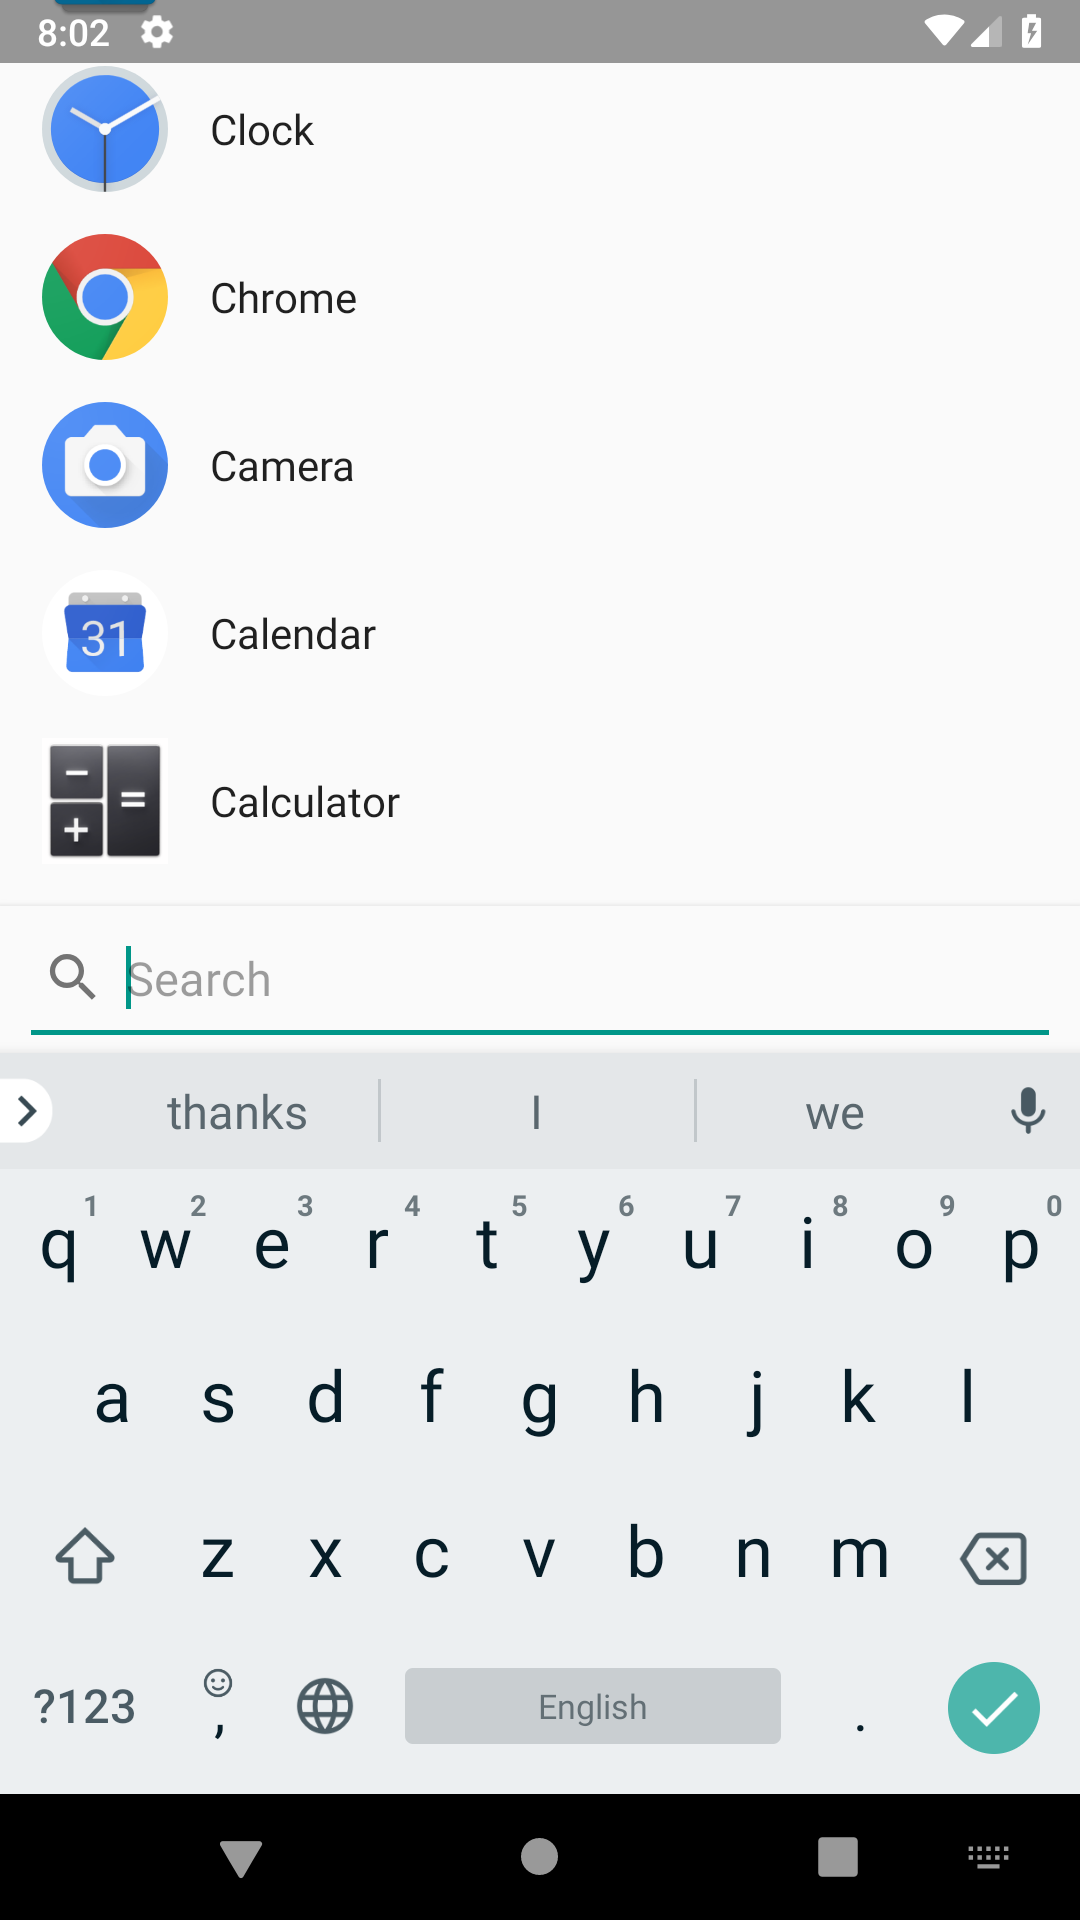 8:02
Clock
Chrome
Camera
31
Calendar
Calculator
Search
thanks I we
1 2 3 4 5 6 7 8 9 0
q w e r t y u i o p
a s d f g h j k l
z x c v b n m
?123 , English .